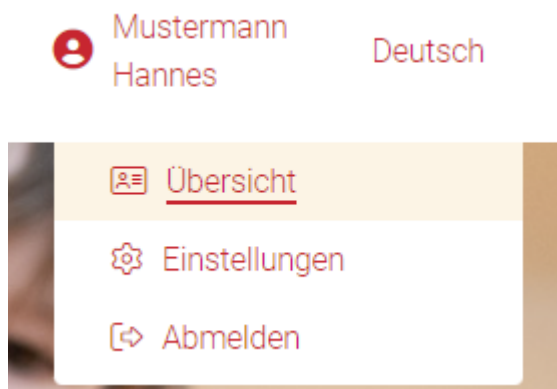 Mustermann
Hannes
Deutsch
Übersicht
Einstellungen
Abmelden